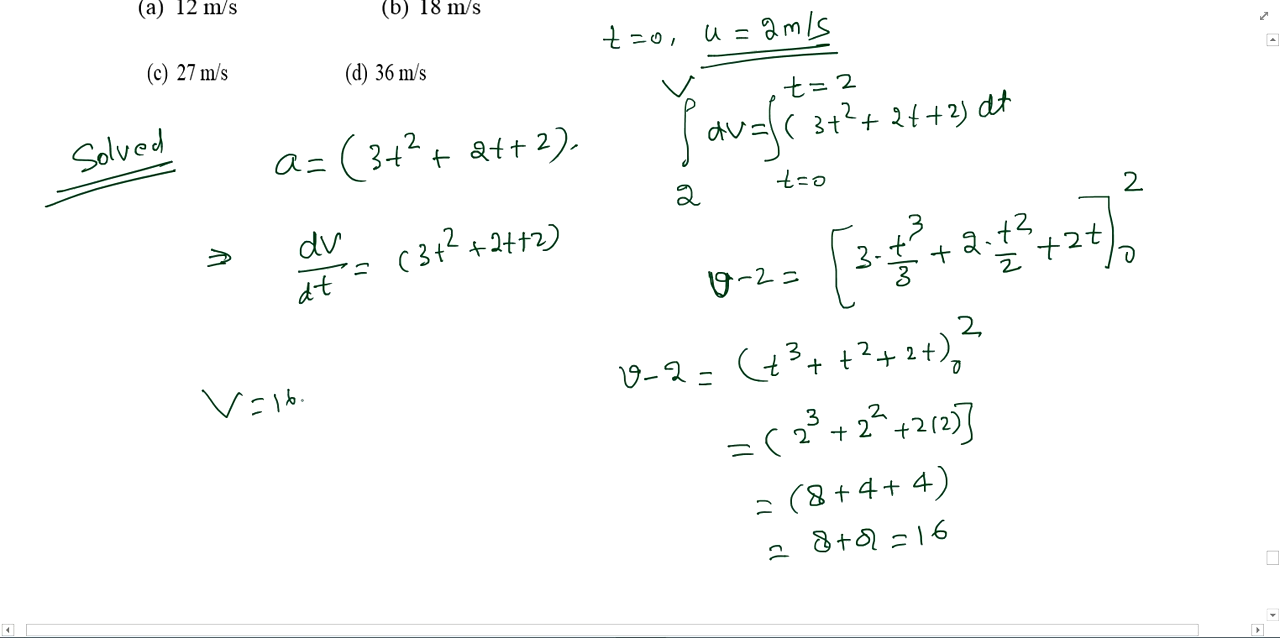 (a) 12 m/s (b) 18 m/s
(c) 27 m/s (d) 36 m/s
Solved
a = (3t² + 2t + 2).
⇒ dv/dt = (3t² + 2t + 2)
V = 16.
t = 0, u = 2 m/s
∫₂^V dv = ∫_{t=0}^{t=2} (3t² + 2t + 2) dt
v - 2 = [3·t³/3 + 2·t²/2 + 2t]₀²
v - 2 = (t³ + t² + 2t)₀²
= (2³ + 2² + 2(2)]
= (8 + 4 + 4)
= 8 + 8 = 16